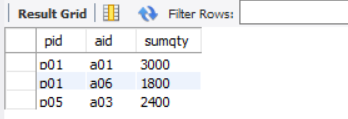 Result Grid Filter Rows:
pid aid sumqty
p01 a01 3000
p01 a06 1800
p05 a03 2400